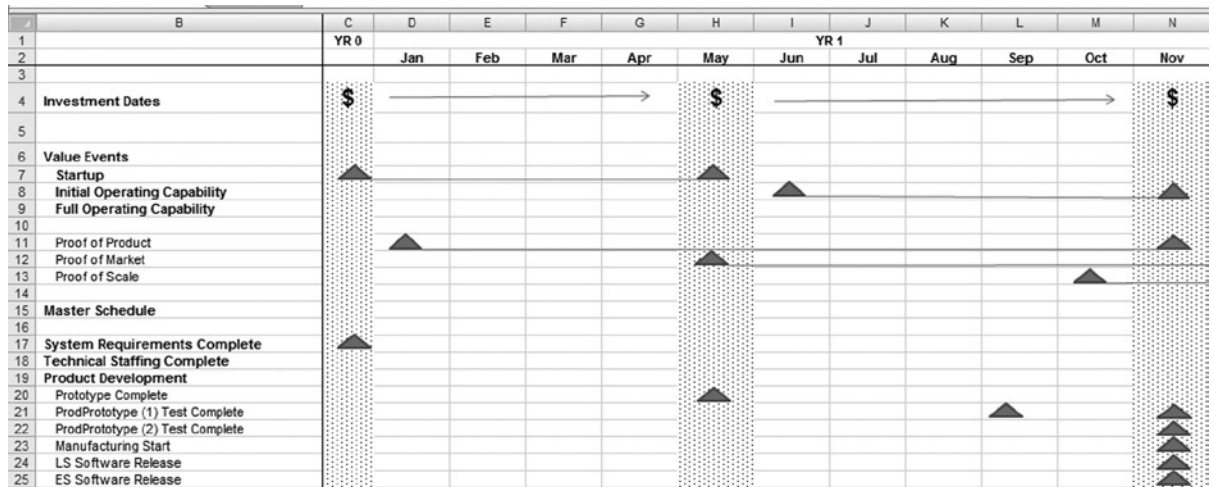 B C D E F G H I J K L M N
1 YR 0 YR 1
2 Jan Feb Mar Apr May Jun Jul Aug Sep Oct Nov
3
4 Investment Dates $ $ $
5
6 Value Events
7 Startup
8 Initial Operating Capability
9 Full Operating Capability
10
11 Proof of Product
12 Proof of Market
13 Proof of Scale
14
15 Master Schedule
16
17 System Requirements Complete
18 Technical Staffing Complete
19 Product Development
20 Prototype Complete
21 ProdPrototype (1) Test Complete
22 ProdPrototype (2) Test Complete
23 Manufacturing Start
24 LS Software Release
25 ES Software Release